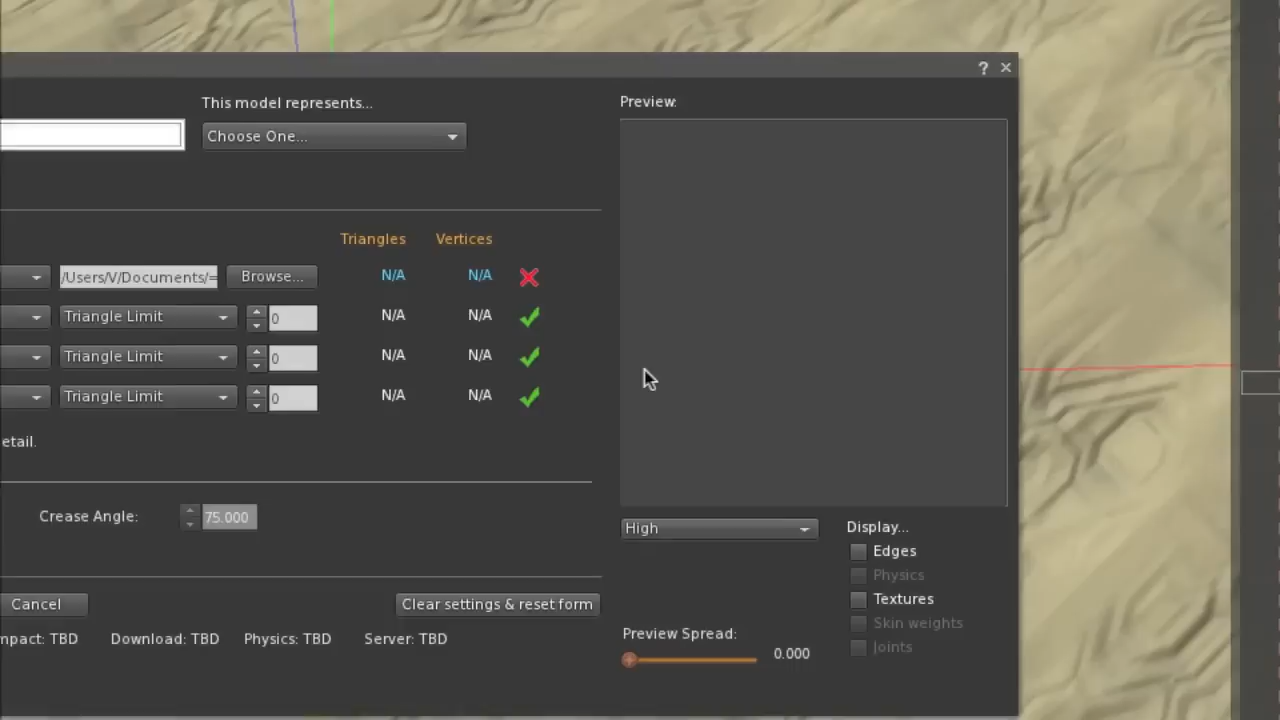 ? ×
This model represents...
Preview:
Choose One...
Triangles Vertices
/Users/V/Documents/= Browse... N/A N/A
Triangle Limit 0 N/A N/A
Triangle Limit 0 N/A N/A
Triangle Limit 0 N/A N/A
etail.
Crease Angle: 75.000
High
Display...
Edges
Physics
Textures
Skin weights
Joints
Cancel Clear settings & reset form
mpact: TBD Download: TBD Physics: TBD Server: TBD
Preview Spread:
0.000